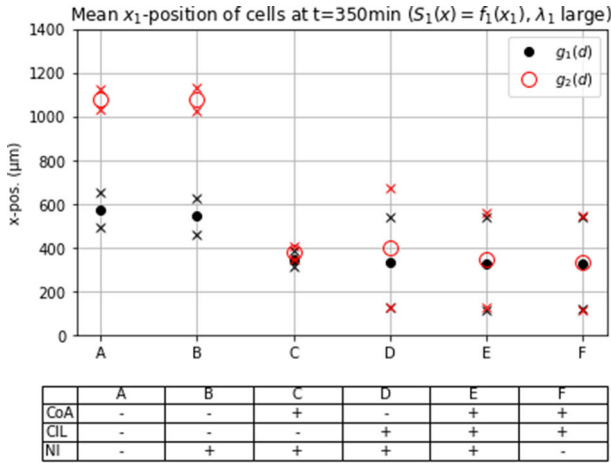 Mean x₁-position of cells at t=350min (S₁(x) = f₁(x₁), λ₁ large)
1400
1200
1000
800
600
400
200
0
x-pos. (μm)
g₁(d)
g₂(d)
A B C D E F
A B C D E F
CoA - - + - + +
CIL - - - + + +
NI - + + + + -